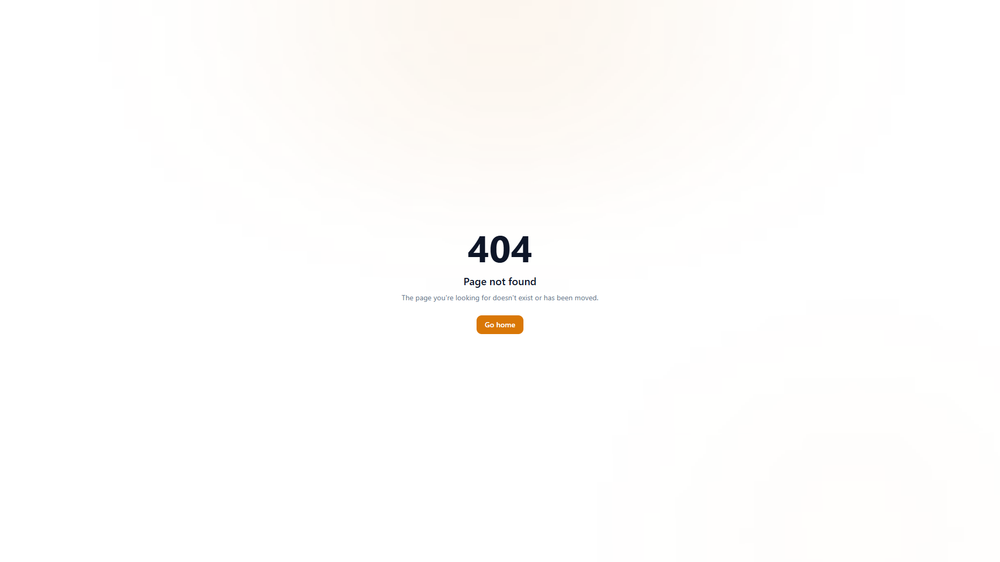 404
Page not found
The page you're looking for doesn't exist or has been moved.
Go home